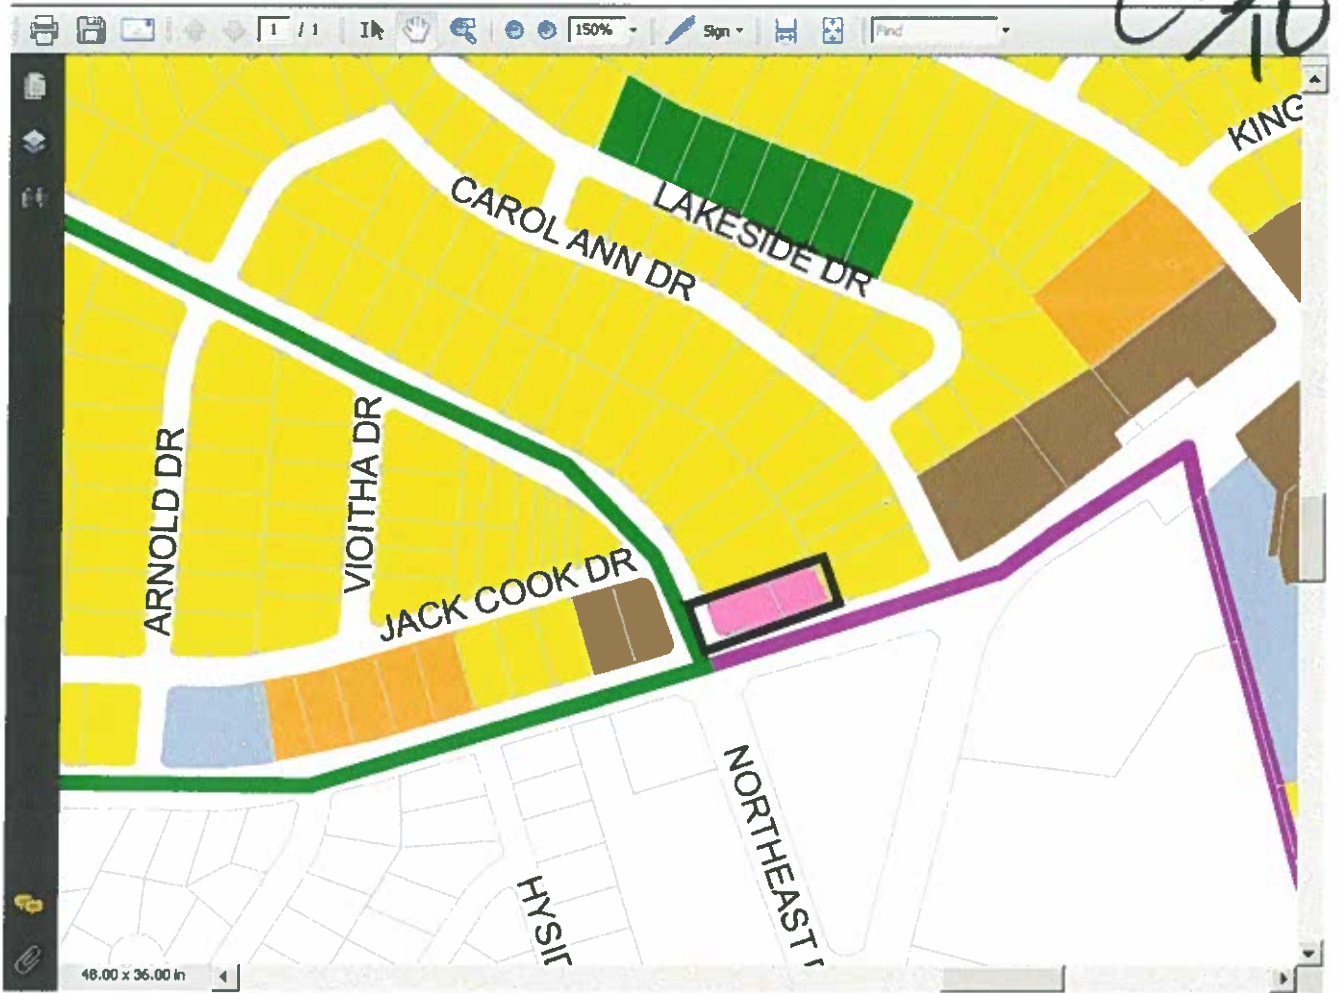 1 / 1
150%
Sign
Find
KING
CAROL ANN DR
LAKESIDE DR
ARNOLD DR
VIOITHA DR
JACK COOK DR
NORTHEAST
HYSI
48.00 x 36.00 in